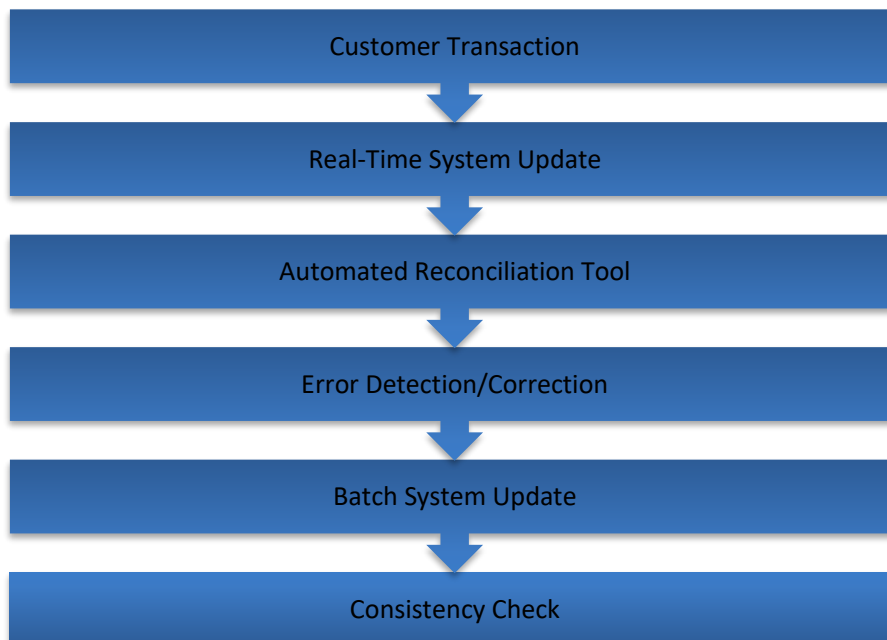 Customer Transaction
Real-Time System Update
Automated Reconciliation Tool
Error Detection/Correction
Batch System Update
Consistency Check